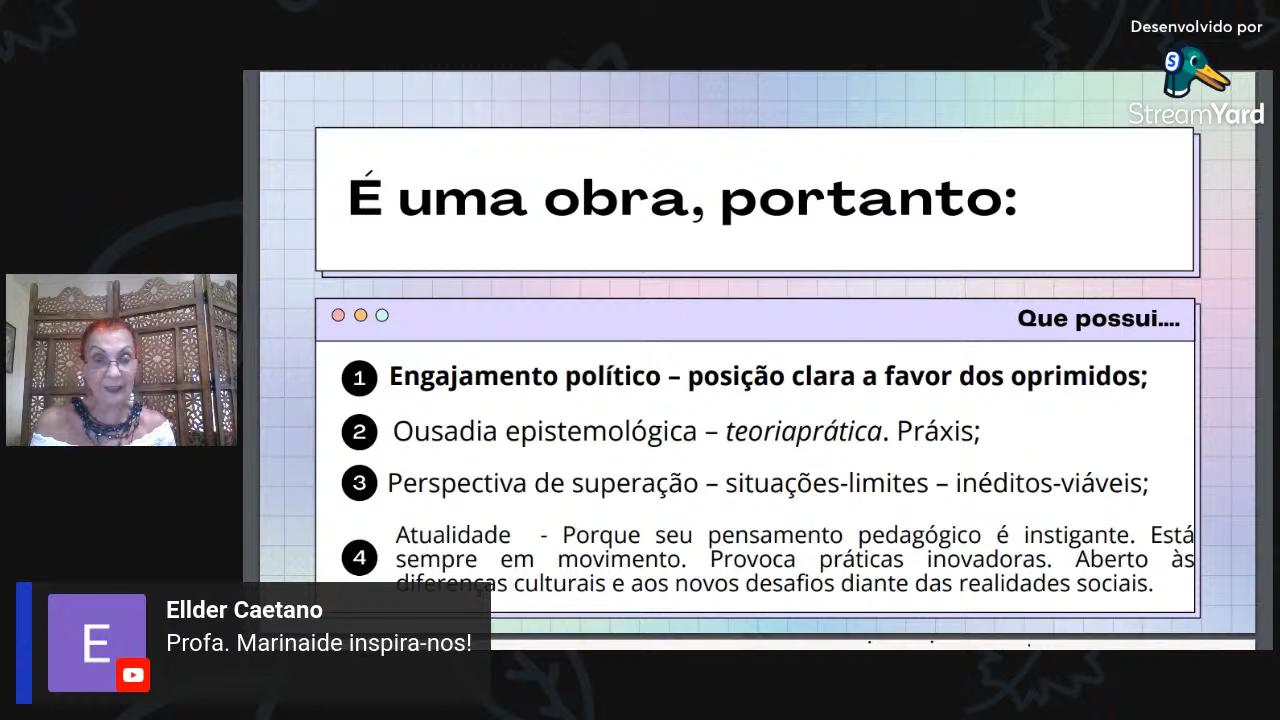 Desenvolvido por
StreamYard
É uma obra, portanto:
Que possui....
1 Engajamento político – posição clara a favor dos oprimidos;
2 Ousadia epistemológica – teoriaprática. Práxis;
3 Perspectiva de superação – situações-limites – inéditos-viáveis;
4 Atualidade - Porque seu pensamento pedagógico é instigante. Está
sempre em movimento. Provoca práticas inovadoras. Aberto às
diferenças culturais e aos novos desafios diante das realidades sociais.
E
Ellder Caetano
Profa. Marinaide inspira-nos!